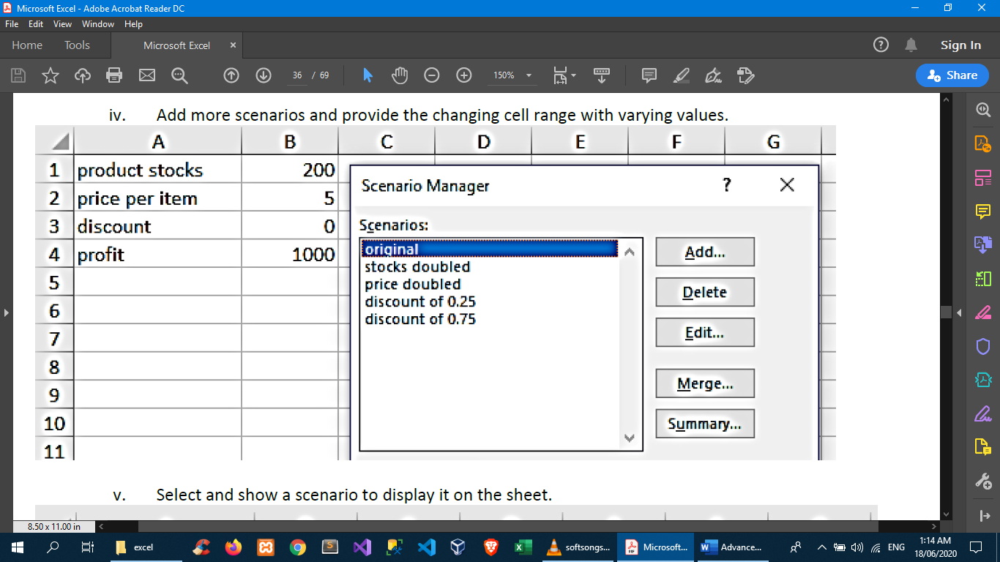 Microsoft Excel - Adobe Acrobat Reader DC
File Edit View Window Help
Home Tools Microsoft Excel × Sign In
36 / 69 150% Share
iv. Add more scenarios and provide the changing cell range with varying values.
A B C D E F G
1 product stocks 200
2 price per item 5
3 discount 0
4 profit 1000
5
6
7
8
9
10
11
Scenario Manager ? ×
Scenarios:
original
stocks doubled
price doubled
discount of 0.25
discount of 0.75
Add...
Delete
Edit...
Merge...
Summary...
v. Select and show a scenario to display it on the sheet.
8.50 x 11.00 in
excel softsongs... Microsoft... Advance... ENG 1:14 AM
18/06/2020